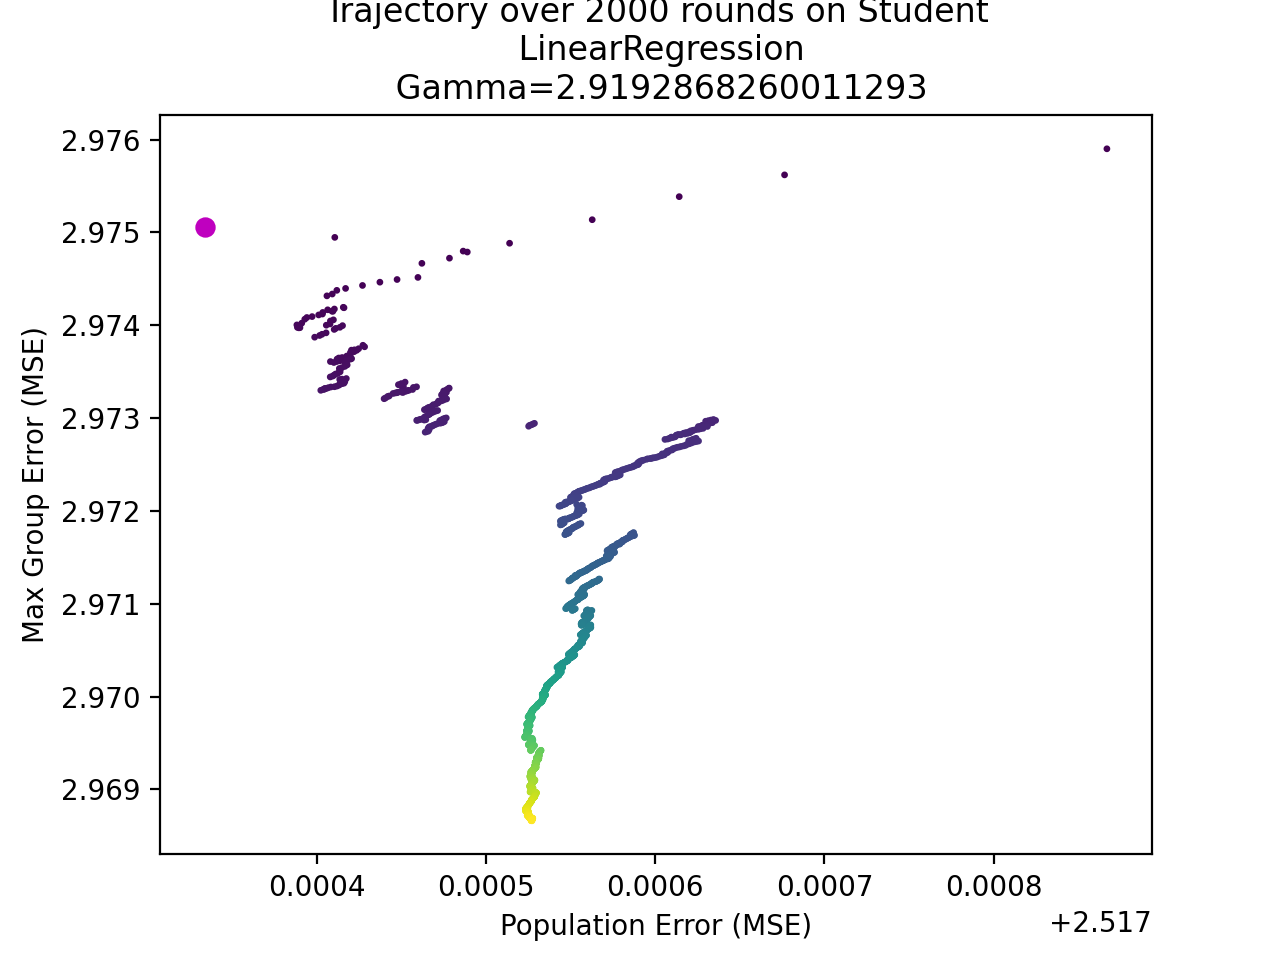 Trajectory over 2000 rounds on Student
LinearRegression
Gamma=2.9192868260011293
2.976
2.975
2.974
2.973
2.972
2.971
2.970
2.969
Max Group Error (MSE)
0.0004 0.0005 0.0006 0.0007 0.0008
Population Error (MSE)
+2.517